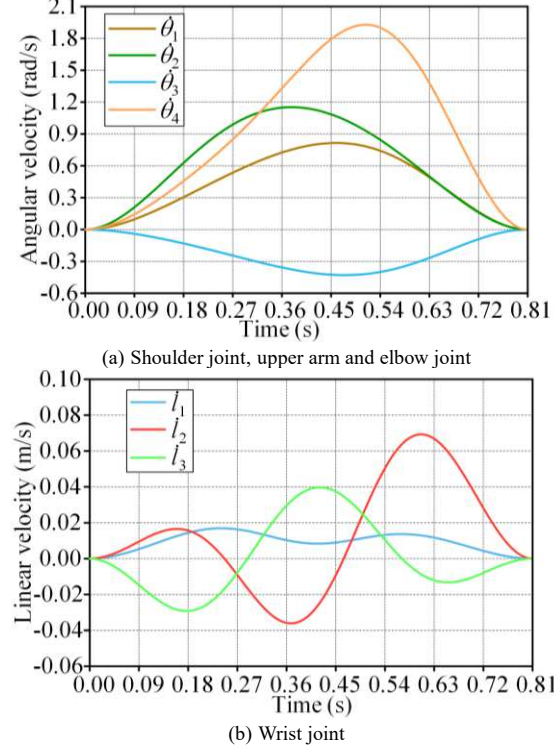 2.1
1.8
1.5
1.2
0.9
0.6
0.3
0.0
-0.3
-0.6
Angular velocity (rad/s)
θ̇1
θ̇2
θ̇3
θ̇4
0.00 0.09 0.18 0.27 0.36 0.45 0.54 0.63 0.72 0.81
Time (s)
(a) Shoulder joint, upper arm and elbow joint
0.10
0.08
0.06
0.04
0.02
0.00
-0.02
-0.04
-0.06
Linear velocity (m/s)
l̇1
l̇2
l̇3
0.00 0.09 0.18 0.27 0.36 0.45 0.54 0.63 0.72 0.81
Time (s)
(b) Wrist joint